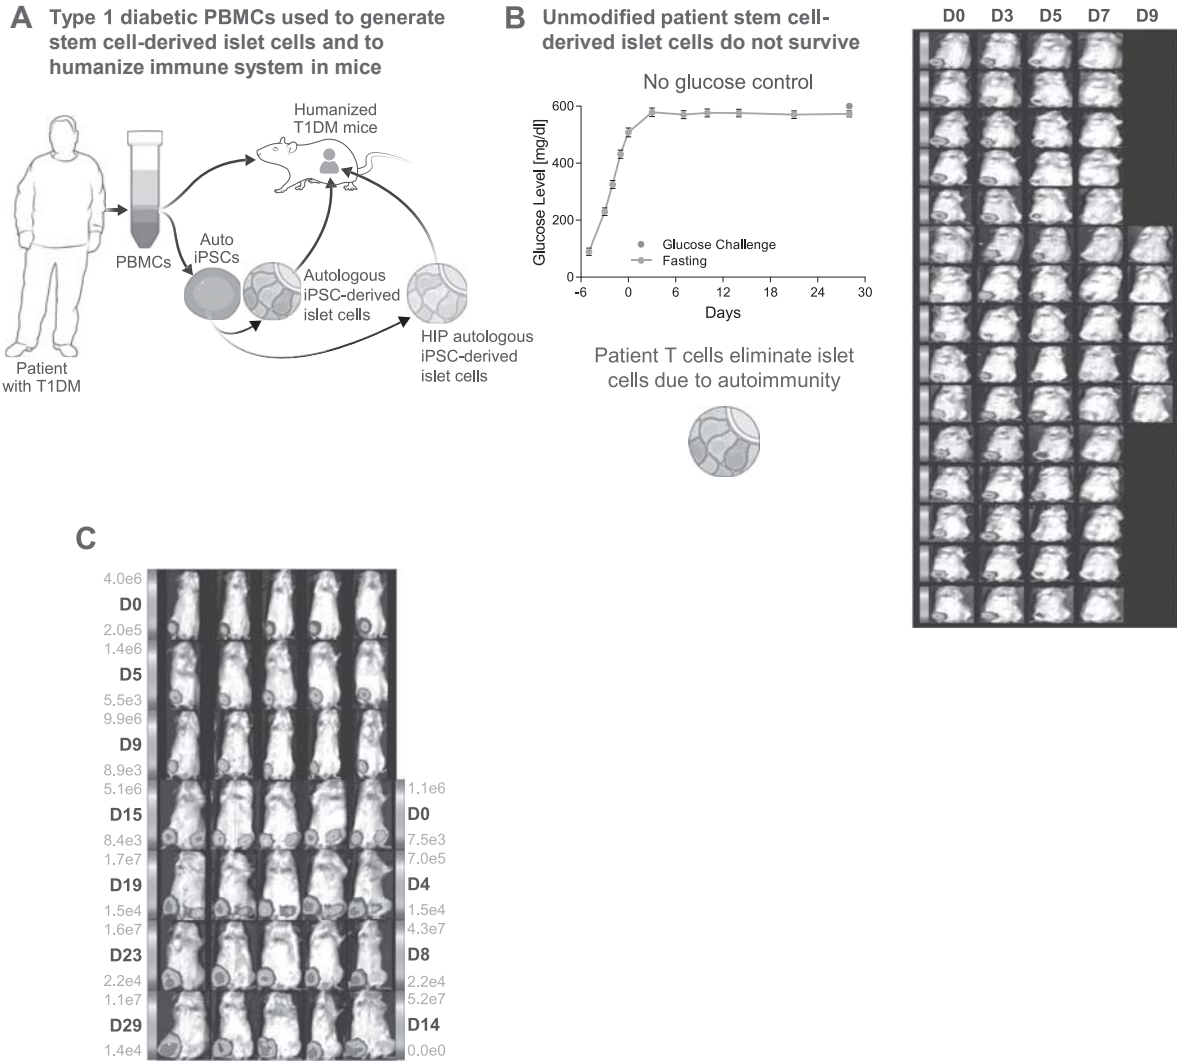 A Type 1 diabetic PBMCs used to generate
stem cell-derived islet cells and to
humanize immune system in mice
Humanized
T1DM mice
PBMCs
Auto
iPSCs
Autologous
iPSC-derived
islet cells
HIP autologous
iPSC-derived
islet cells
Patient
with T1DM
B Unmodified patient stem cell-
derived islet cells do not survive
No glucose control
Glucose Level [mg/dl]
600
400
200
0
Glucose Challenge
Fasting
-6 0 6 12 18 24 30
Days
Patient T cells eliminate islet
cells due to autoimmunity
D0 D3 D5 D7 D9
C
4.0e6
D0
2.0e5
1.4e6
D5
5.5e3
9.9e6
D9
8.9e3
5.1e6 1.1e6
D15 D0
8.4e3 7.5e3
1.7e7 7.0e5
D19 D4
1.5e4 1.5e4
1.6e7 4.3e7
D23 D8
2.2e4 2.2e4
1.1e7 5.2e7
D29 D14
1.4e4 0.0e0